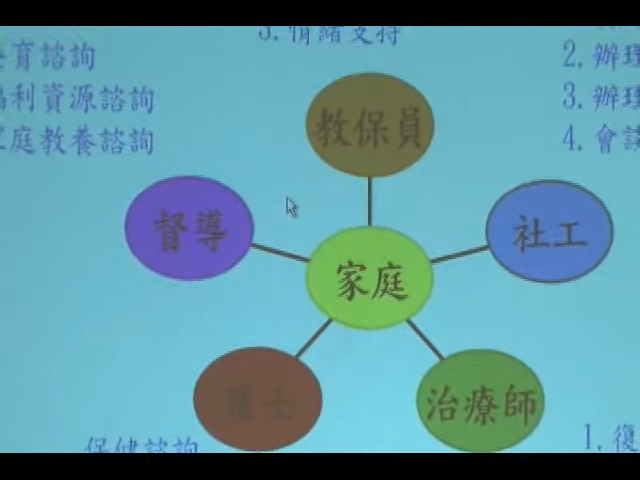 3.情緒支持
育諮詢
利資源諮詢
庭教養諮詢
2.辦理
3.辦理
4.會議
教保員
督導
社工
家庭
護士
治療師
保健諮詢
1.復